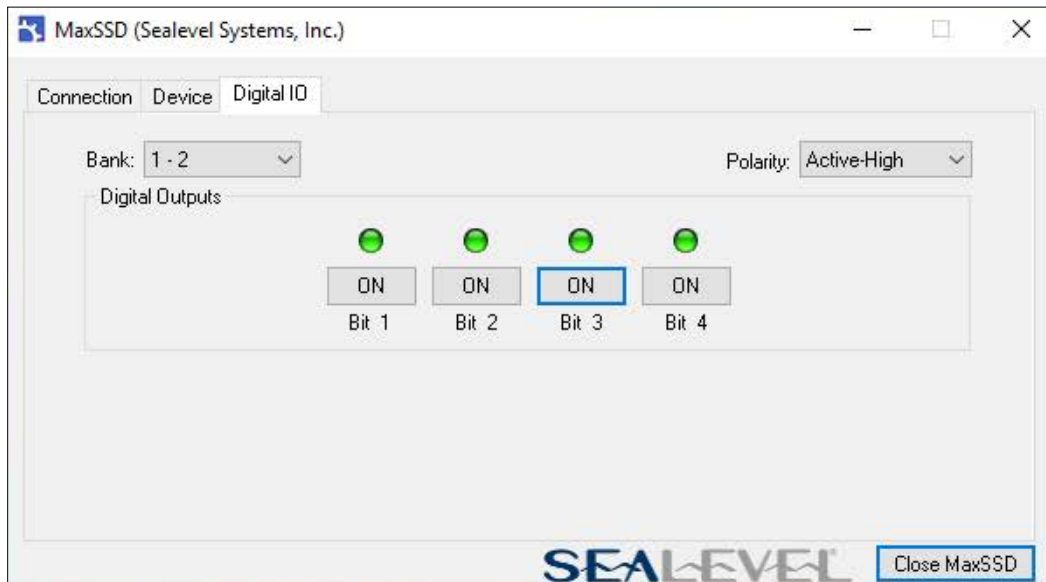 MaxSSD (Sealevel Systems, Inc.)
Connection Device Digital IO
Bank: 1 - 2 Polarity: Active-High
Digital Outputs
ON ON ON ON
Bit 1 Bit 2 Bit 3 Bit 4
SEALEVEL Close MaxSSD